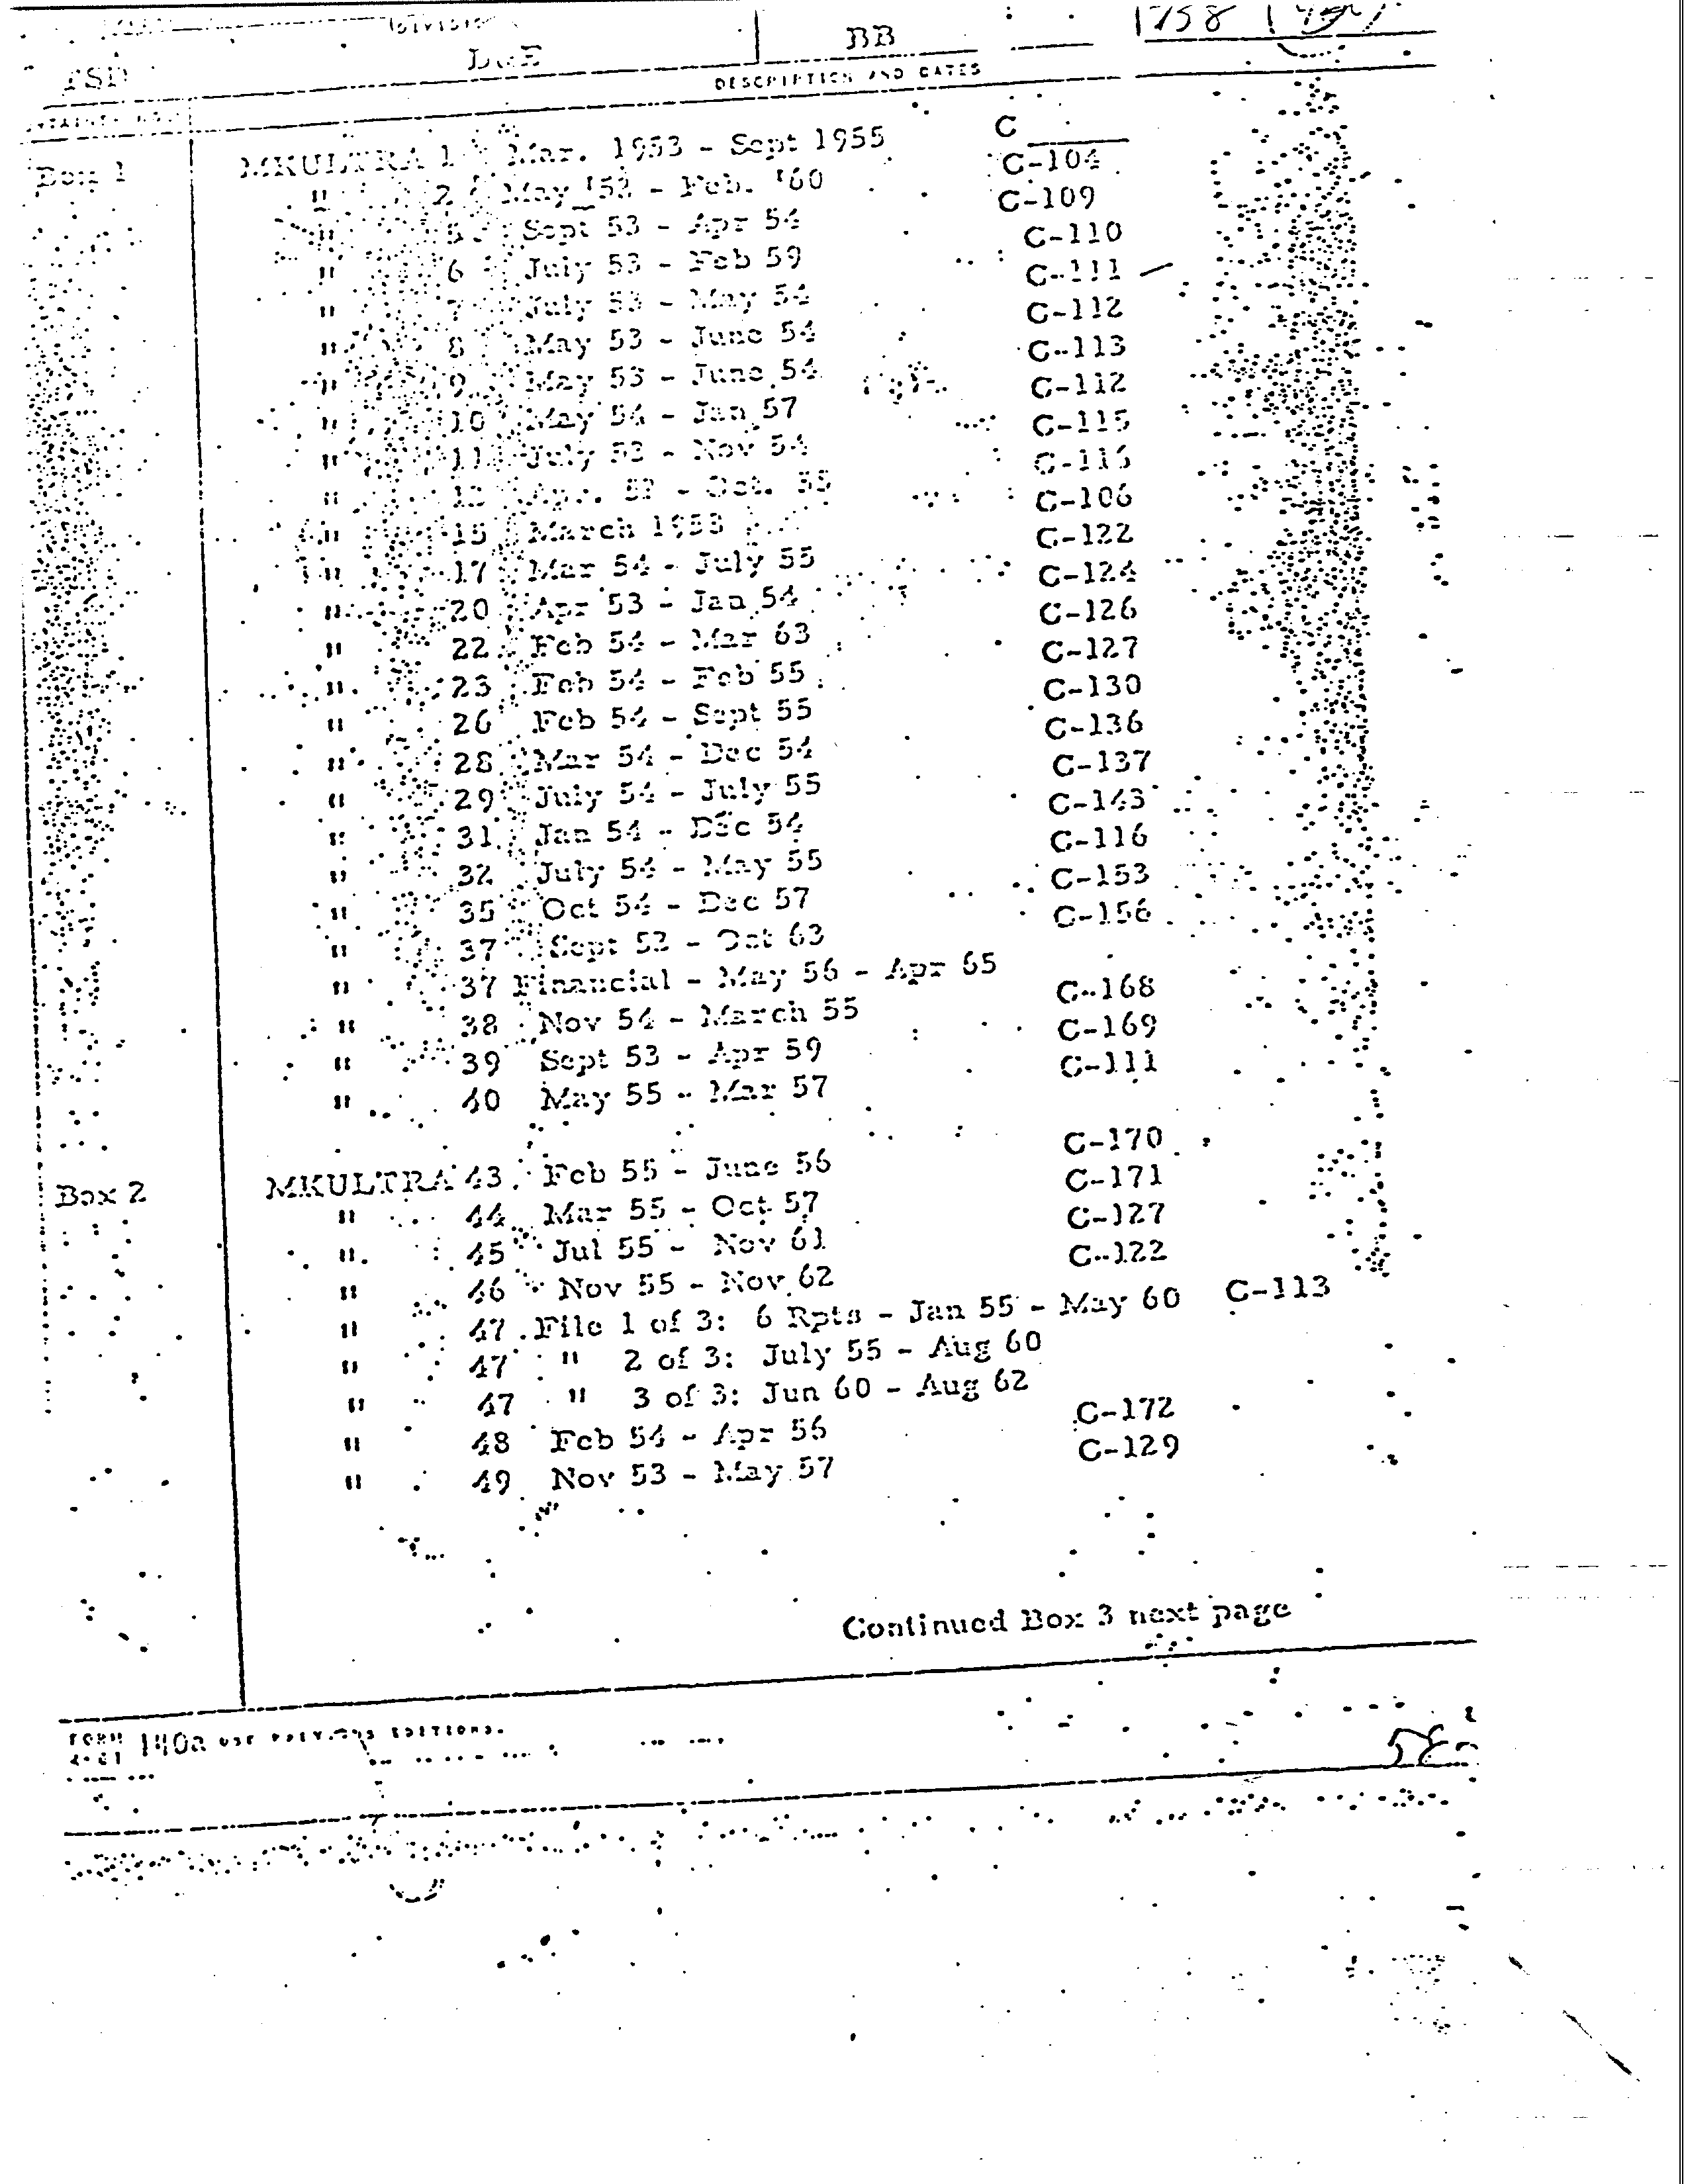 DIVISION
TSD BB
DESCRIPTION AND DATES
C
Box 1 MKULTRA 1 Mar. 1953 - Sept 1955 C-104
" 2 May '53 - Feb. '60 C-109
" 5 Sept 53 - Apr 54 C-110
" 6 July 53 - Feb 59 C-111
" 7 July 53 - May 54 C-112
" 8 May 53 - June 54 C-113
" 9 May 53 - June 54 C-112
" 10 May 54 - Jan 57 C-115
" 11 July 53 - Nov 54 C-116
" 12 Apr. 53 - Oct. 55 C-106
" 15 March 1953 C-122
" 17 Mar 54 - July 55 C-124
" 20 Apr 53 - Jan 54 C-126
" 22 Feb 54 - Mar 63 C-127
" 23 Feb 54 - Feb 55 C-130
" 26 Feb 54 - Sept 55 C-136
" 28 Mar 54 - Dec 54 C-137
" 29 July 54 - July 55 C-143
" 31 Jan 54 - Dec 54 C-116
" 32 July 54 - May 55 C-153
" 35 Oct 54 - Dec 57 C-156
" 37 Sept 53 - Oct 63
" 37 Financial - May 56 - Apr 65
" 38 Nov 54 - March 55 C-168
" 39 Sept 53 - Apr 59 C-169
" 40 May 55 - Mar 57 C-111
Box 2 MKULTRA 43 Feb 55 - June 56 C-170
" 44 Mar 55 - Oct 57 C-171
" 45 Jul 55 - Nov 61 C-127
" 46 Nov 55 - Nov 62 C-122
" 47 File 1 of 3: 6 Rpts - Jan 55 - May 60 C-113
" 47 " 2 of 3: July 55 - Aug 60
" 47 " 3 of 3: Jun 60 - Aug 62
" 48 Feb 54 - Apr 56 C-172
" 49 Nov 53 - May 57 C-129
Continued Box 3 next page
FORM 140a USE PREVIOUS EDITIONS.